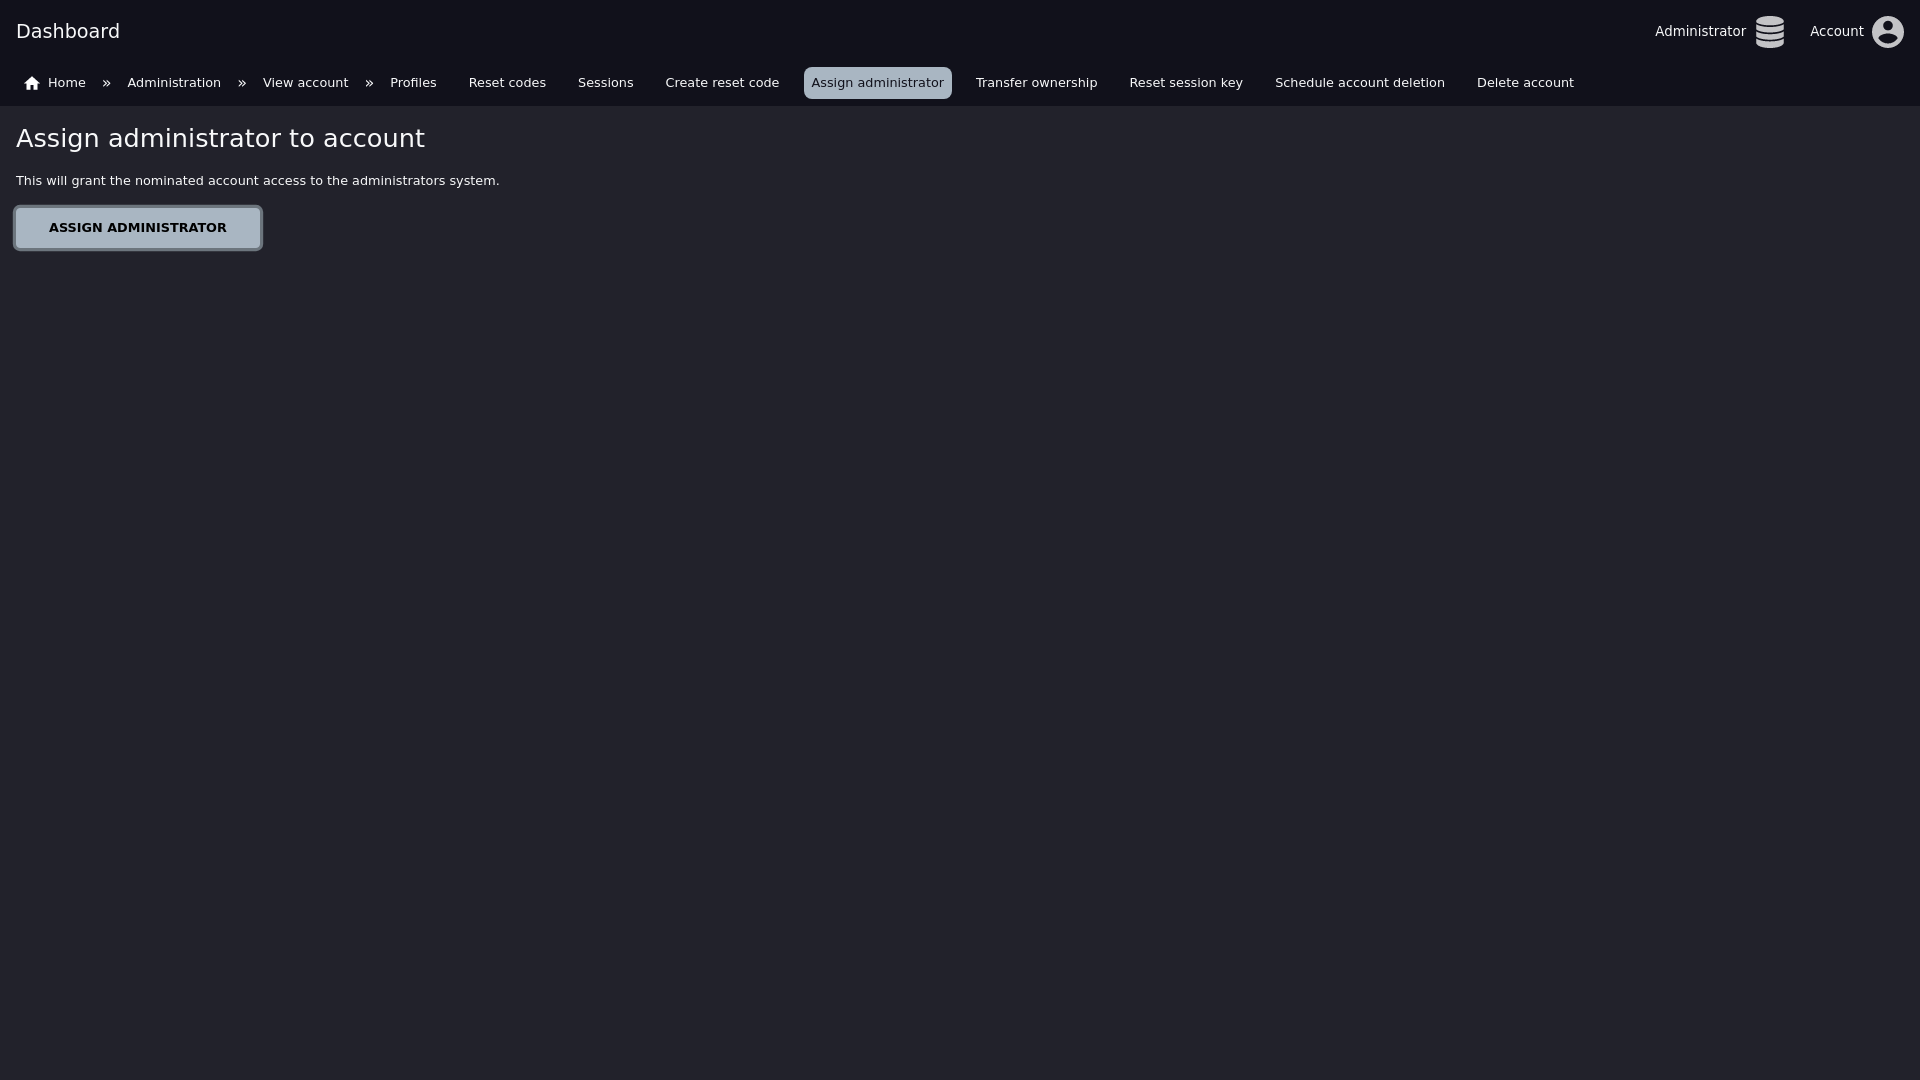 Dashboard
Administrator
Account
Home » Administration » View account » Profiles Reset codes Sessions Create reset code Assign administrator Transfer ownership Reset session key Schedule account deletion Delete account
Assign administrator to account
This will grant the nominated account access to the administrators system.
ASSIGN ADMINISTRATOR